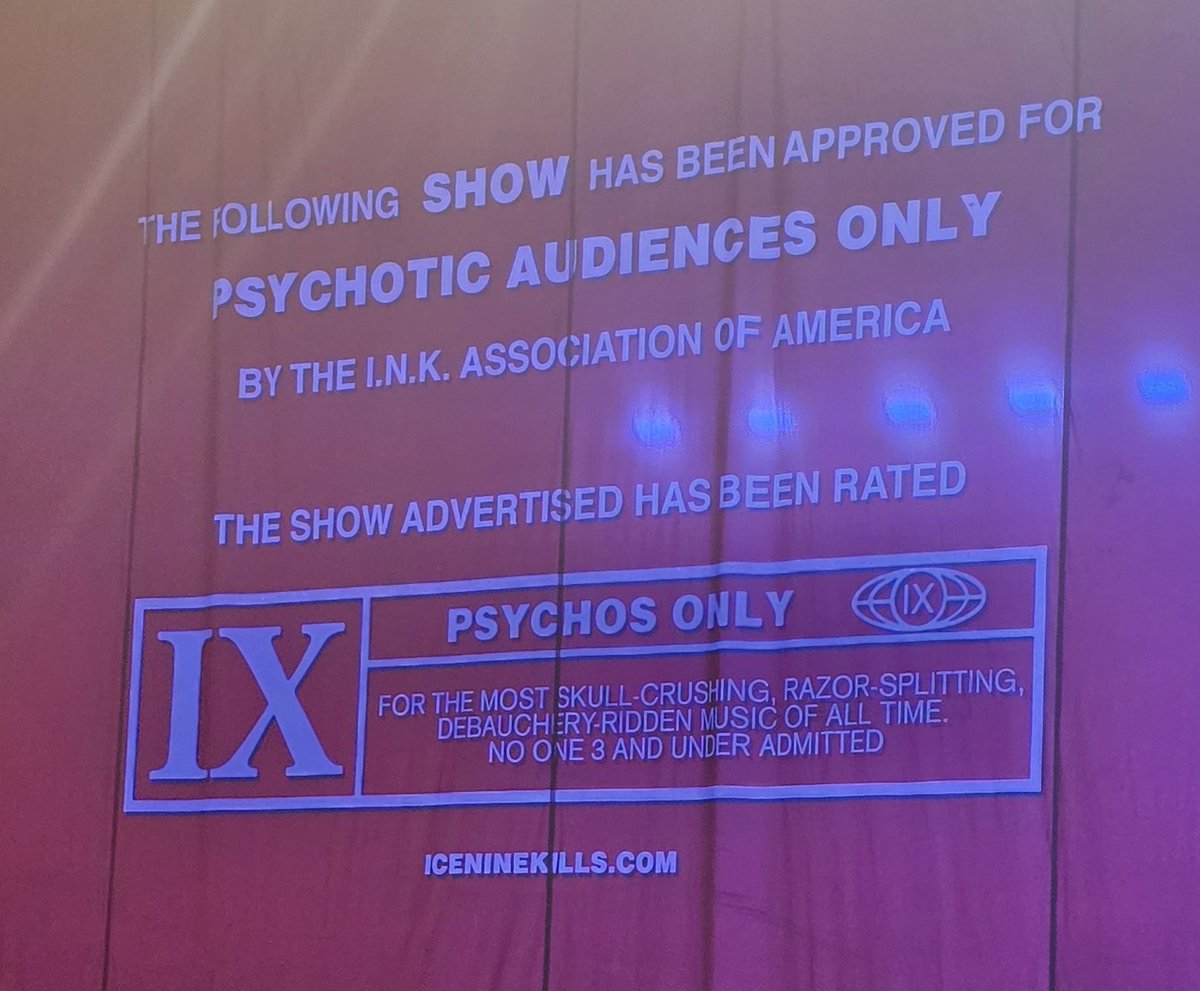 THE FOLLOWING SHOW HAS BEEN APPROVED FOR
PSYCHOTIC AUDIENCES ONLY
BY THE I.N.K. ASSOCIATION OF AMERICA
THE SHOW ADVERTISED HAS BEEN RATED
IX
PSYCHOS ONLY
IX
FOR THE MOST SKULL-CRUSHING, RAZOR-SPLITTING,
DEBAUCHERY-RIDDEN MUSIC OF ALL TIME.
NO ONE 3 AND UNDER ADMITTED
ICENINEKILLS.COM